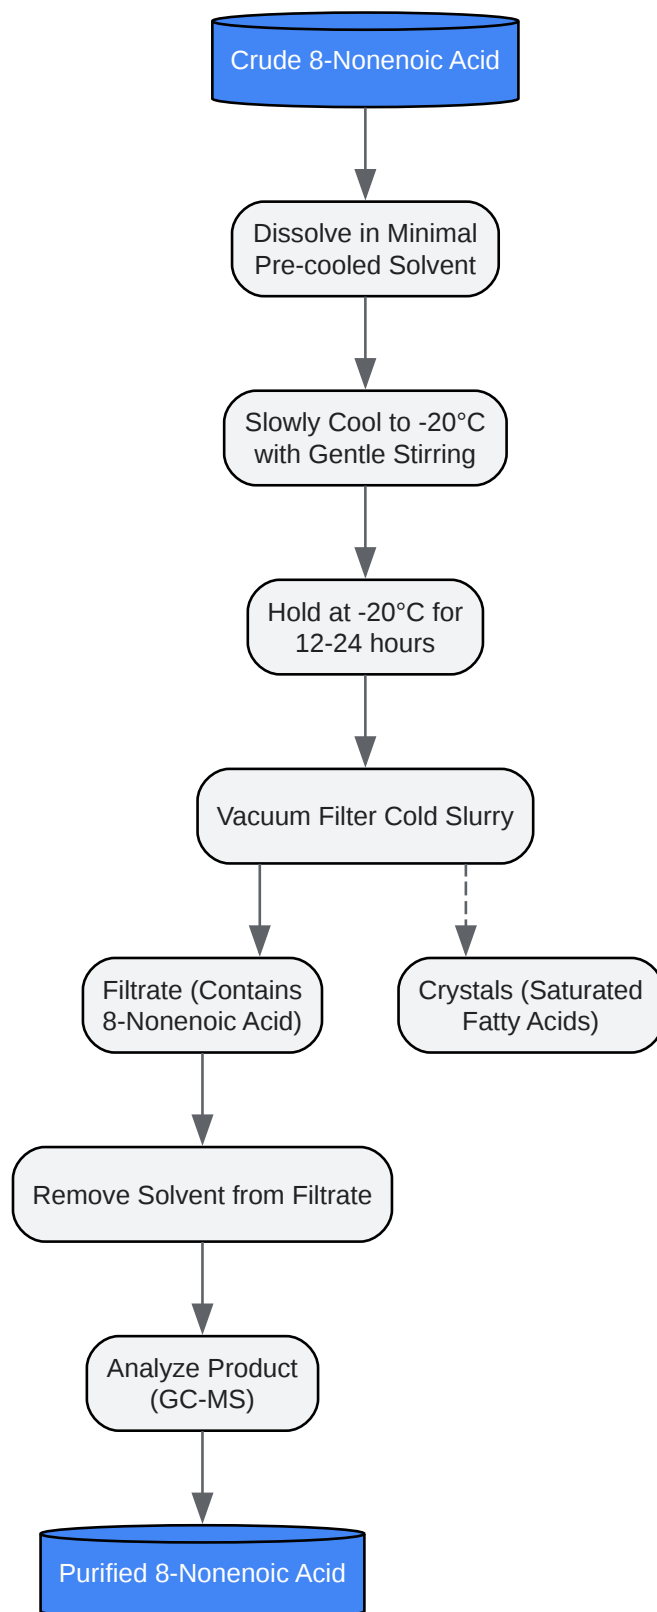 Crude 8-Nonenoic Acid
Dissolve in Minimal
Pre-cooled Solvent
Slowly Cool to -20°C
with Gentle Stirring
Hold at -20°C for
12-24 hours
Vacuum Filter Cold Slurry
Filtrate (Contains
8-Nonenoic Acid)
Crystals (Saturated
Fatty Acids)
Remove Solvent from Filtrate
Analyze Product
(GC-MS)
Purified 8-Nonenoic Acid